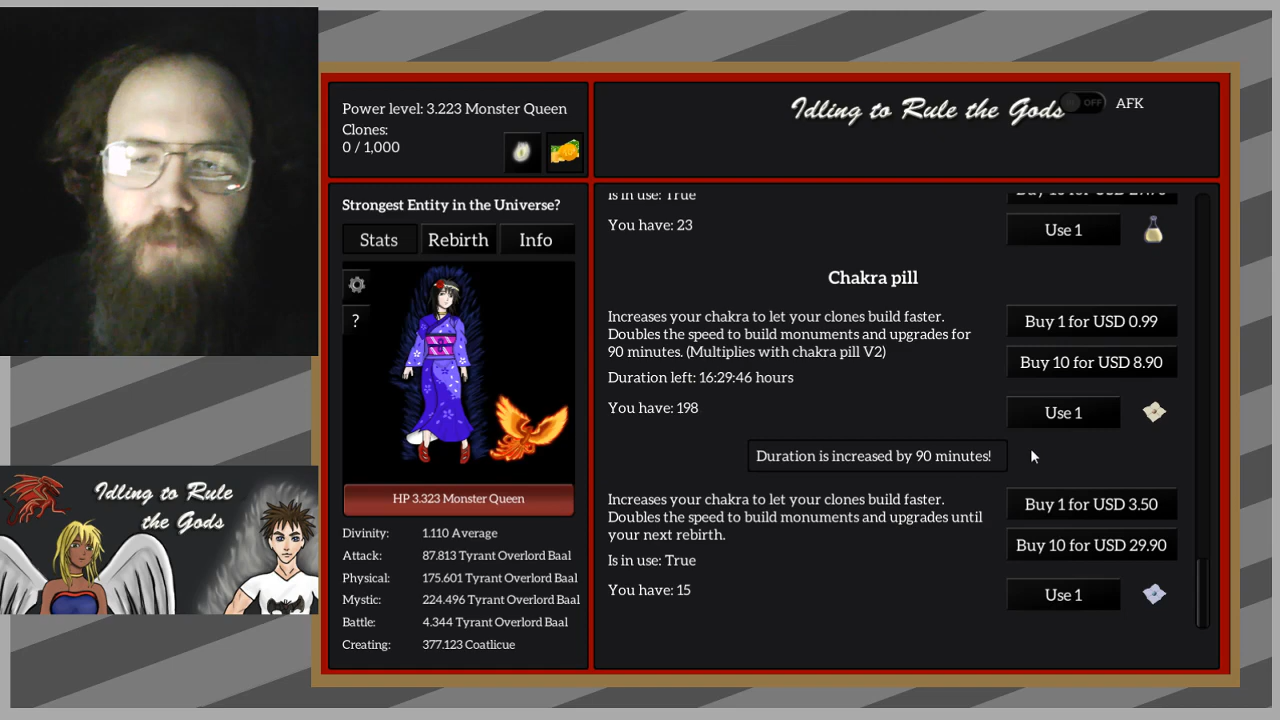 Power level: 3.223 Monster Queen
Clones:
0 / 1,000
Idling to Rule the Gods
OFF
AFK
Strongest Entity in the Universe?
Stats
Rebirth
Info
?
HP 3.323 Monster Queen
Divinity: 1.110 Average
Attack: 87.813 Tyrant Overlord Baal
Physical: 175.601 Tyrant Overlord Baal
Mystic: 224.496 Tyrant Overlord Baal
Battle: 4.344 Tyrant Overlord Baal
Creating: 377.123 Coatlicue
Is in use: True
You have: 23
Use 1
Chakra pill
Increases your chakra to let your clones build faster.
Doubles the speed to build monuments and upgrades for
90 minutes. (Multiplies with chakra pill V2)
Buy 1 for USD 0.99
Buy 10 for USD 8.90
Duration left: 16:29:46 hours
You have: 198
Use 1
Duration is increased by 90 minutes!
Increases your chakra to let your clones build faster.
Doubles the speed to build monuments and upgrades until
your next rebirth.
Buy 1 for USD 3.50
Buy 10 for USD 29.90
Is in use: True
You have: 15
Use 1
Idling to Rule
the Gods